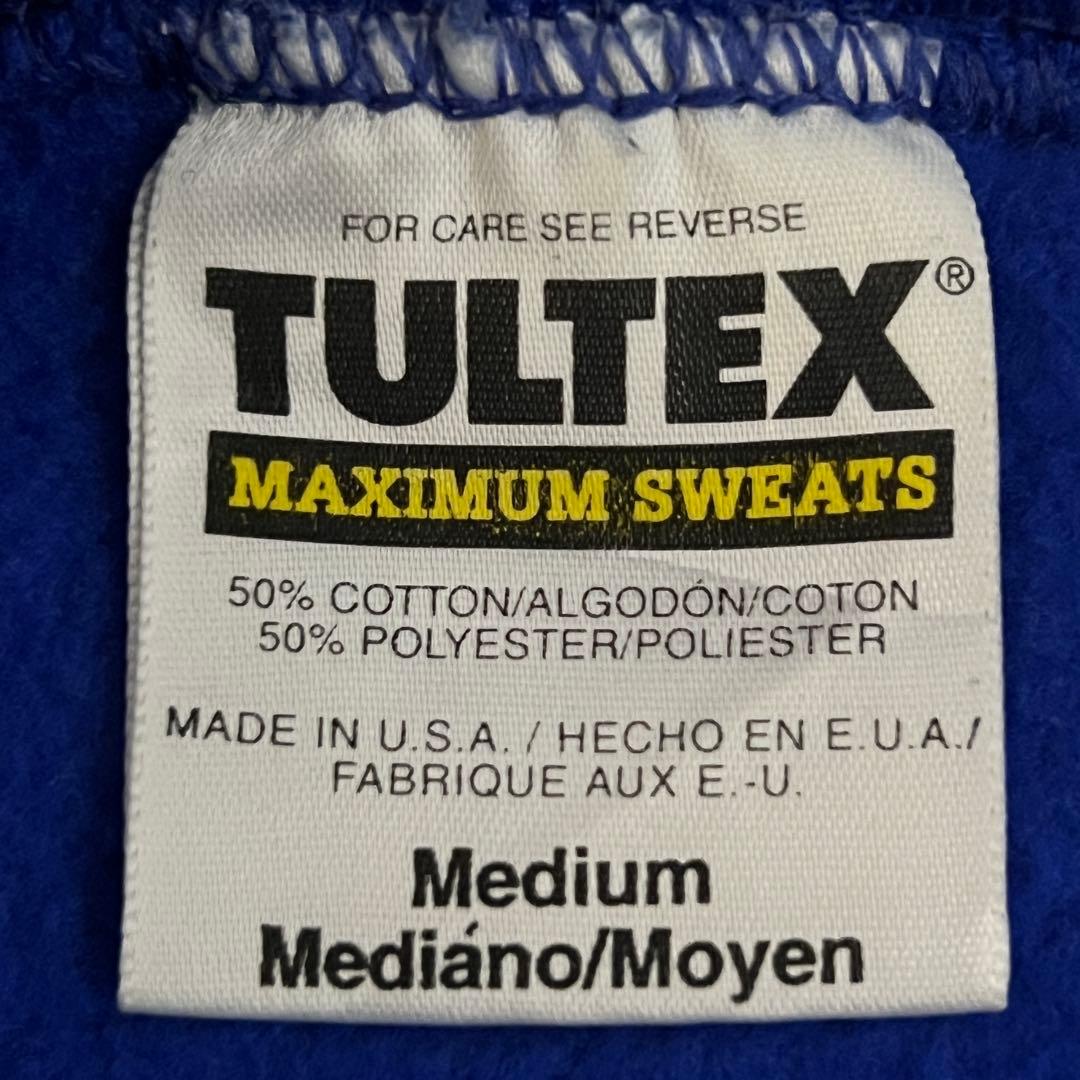 FOR CARE SEE REVERSE
TULTEX®
MAXIMUM SWEATS
50% COTTON/ALGODÓN/COTON
50% POLYESTER/POLIESTER
MADE IN U.S.A. / HECHO EN E.U.A./
FABRIQUE AUX E.-U.
Medium
Mediáno/Moyen